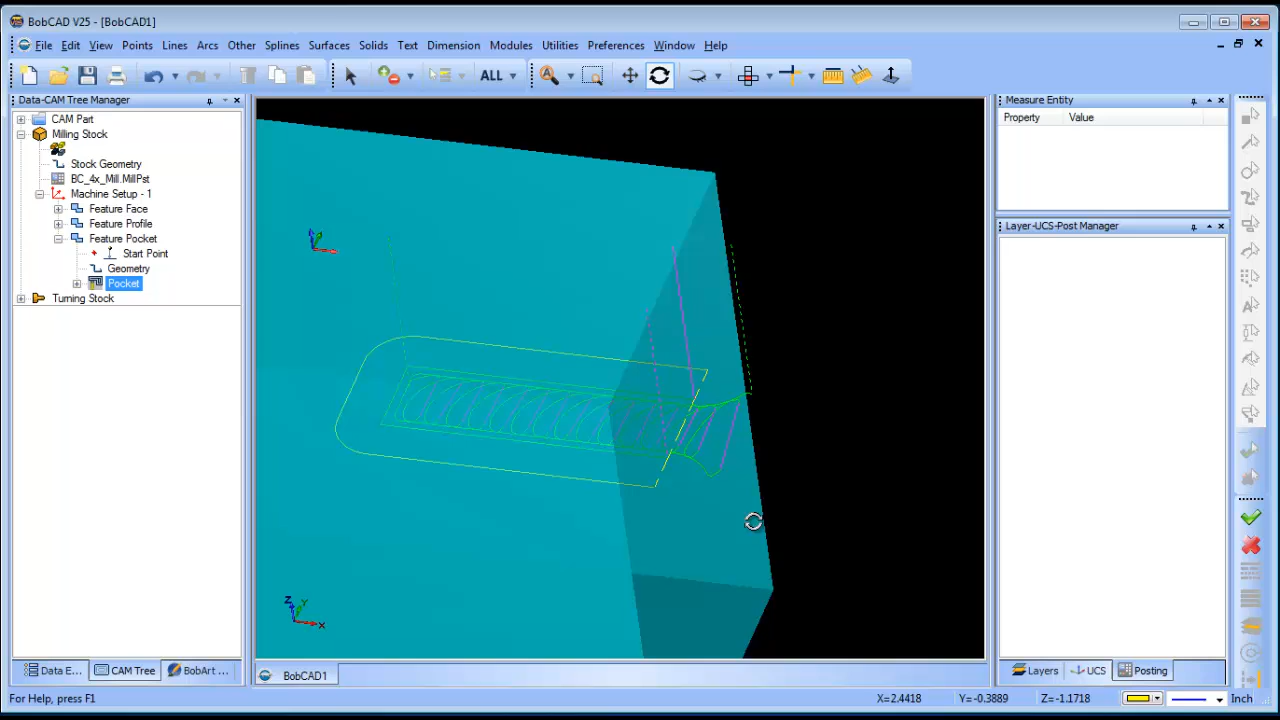 BobCAD V25 - [BobCAD1]
File Edit View Points Lines Arcs Other Splines Surfaces Solids Text Dimension Modules Utilities Preferences Window Help
ALL
Data-CAM Tree Manager
CAM Part
Milling Stock
Stock Geometry
BC_4x_Mill.MillPst
Machine Setup - 1
Feature Face
Feature Profile
Feature Pocket
Start Point
Geometry
Pocket
Turning Stock
Measure Entity
Property Value
Layer-UCS-Post Manager
Z Y X
Data E... CAM Tree BobArt ...
BobCAD1
Layers UCS Posting
For Help, press F1
X=2.4418 Y=-0.3889 Z=-1.1718 Inch